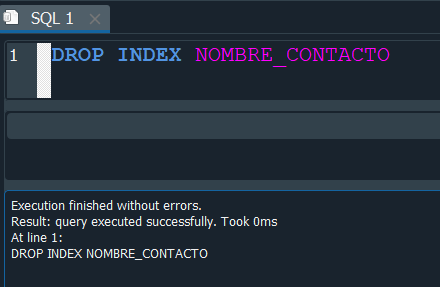 SQL 1
1 DROP INDEX NOMBRE_CONTACTO
Execution finished without errors.
Result: query executed successfully. Took 0ms
At line 1:
DROP INDEX NOMBRE_CONTACTO